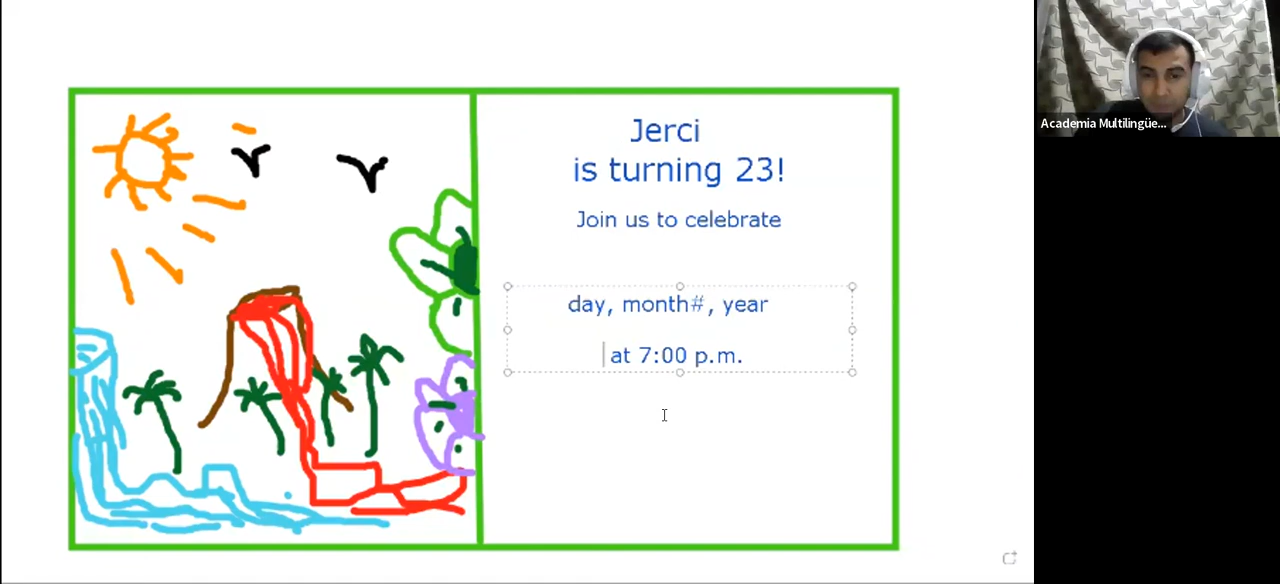 Jerci
is turning 23!
Join us to celebrate
day, month#, year
at 7:00 p.m.
Academia Multilingüe...